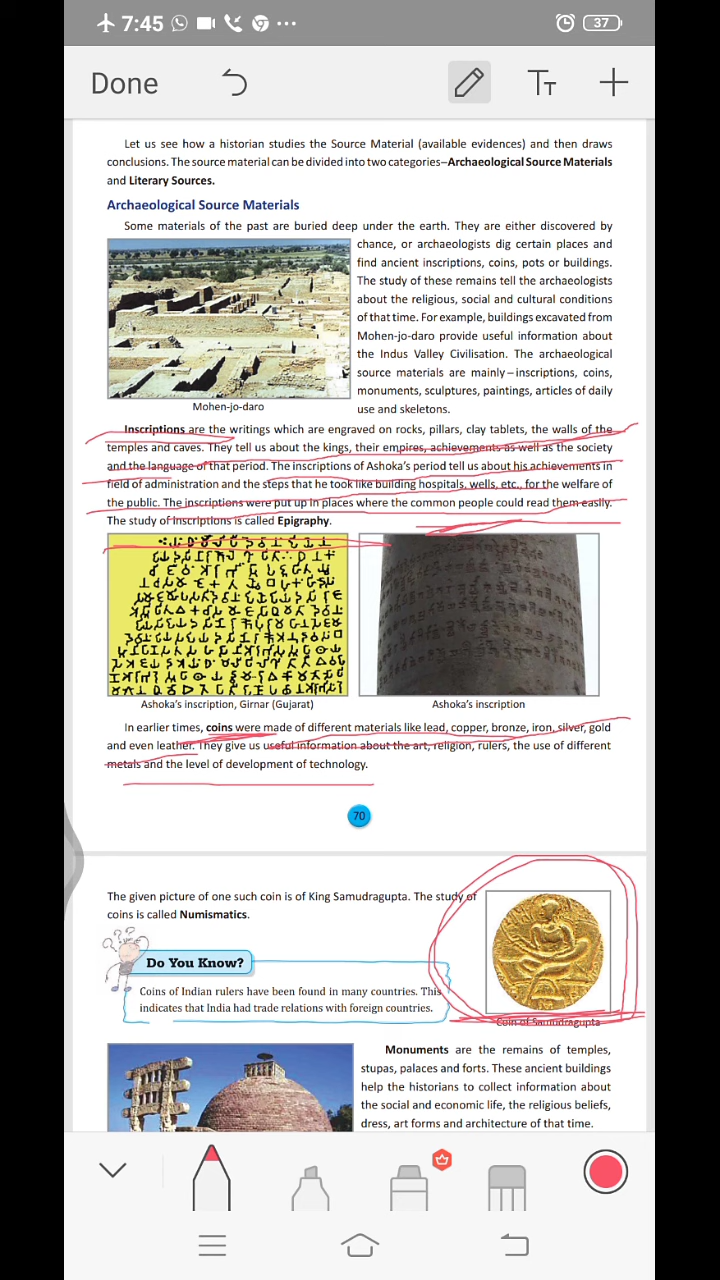 7:45
37
Done
TT
Let us see how a historian studies the Source Material (available evidences) and then draws
conclusions. The source material can be divided into two categories–Archaeological Source Materials
and Literary Sources.
Archaeological Source Materials
Some materials of the past are buried deep under the earth. They are either discovered by
chance, or archaeologists dig certain places and
find ancient inscriptions, coins, pots or buildings.
The study of these remains tell the archaeologists
about the religious, social and cultural conditions
of that time. For example, buildings excavated from
Mohen-jo-daro provide useful information about
the Indus Valley Civilisation. The archaeological
source materials are mainly–inscriptions, coins,
monuments, sculptures, paintings, articles of daily
use and skeletons.
Mohen-jo-daro
Inscriptions are the writings which are engraved on rocks, pillars, clay tablets, the walls of the
temples and caves. They tell us about the kings, their empires, achievements as well as the society
and the language of that period. The inscriptions of Ashoka's period tell us about his achievements in
field of administration and the steps that he took like building hospitals, wells, etc., for the welfare of
the public. The inscriptions were put up in places where the common people could read them easily.
The study of inscriptions is called Epigraphy.
Ashoka's inscription, Girnar (Gujarat)
Ashoka's inscription
In earlier times, coins were made of different materials like lead, copper, bronze, iron, silver, gold
and even leather. They give us useful information about the art, religion, rulers, the use of different
metals and the level of development of technology.
70
The given picture of one such coin is of King Samudragupta. The study of
coins is called Numismatics.
Do You Know?
Coins of Indian rulers have been found in many countries. This
indicates that India had trade relations with foreign countries.
Coin of Samudragupta
Monuments are the remains of temples,
stupas, palaces and forts. These ancient buildings
help the historians to collect information about
the social and economic life, the religious beliefs,
dress, art forms and architecture of that time.